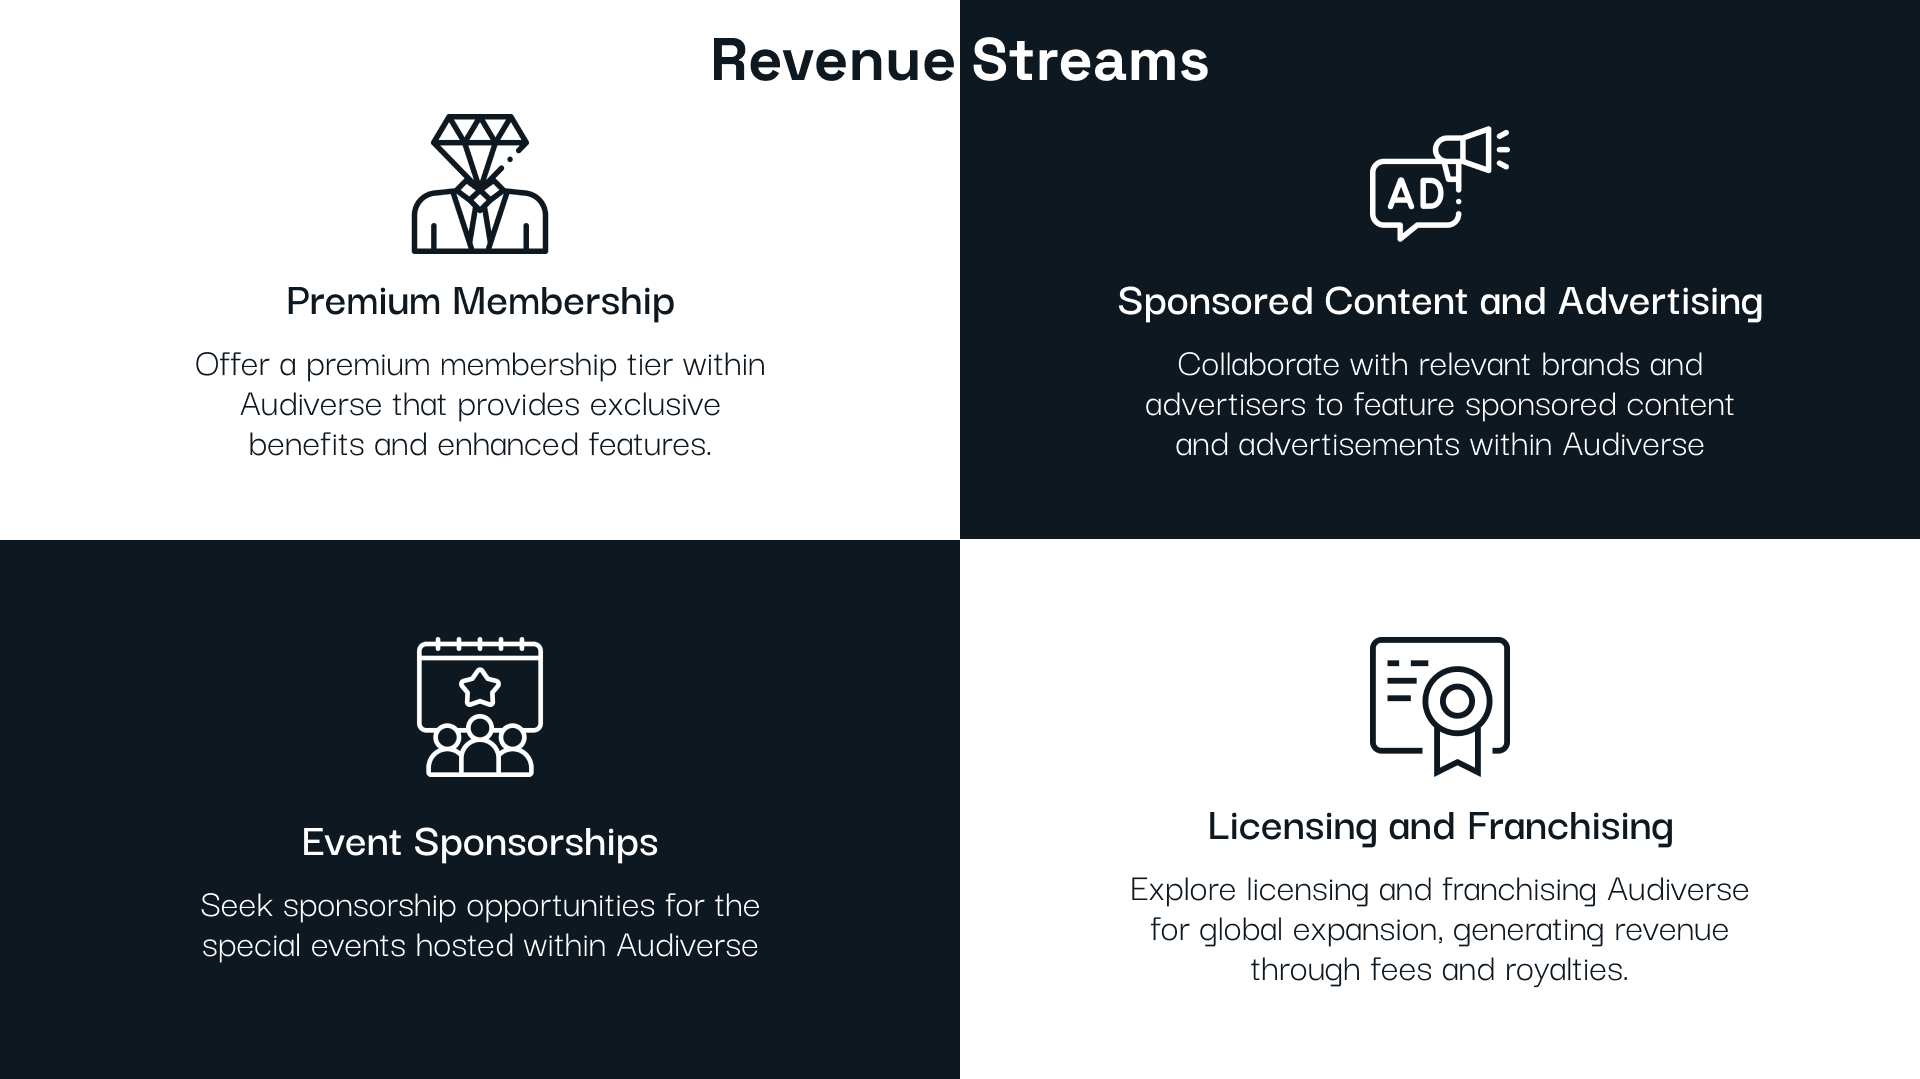 Revenue Streams
Premium Membership
Offer a premium membership tier within
Audiverse that provides exclusive
benefits and enhanced features.
AD
Sponsored Content and Advertising
Collaborate with relevant brands and
advertisers to feature sponsored content
and advertisements within Audiverse
Event Sponsorships
Seek sponsorship opportunities for the
special events hosted within Audiverse
Licensing and Franchising
Explore licensing and franchising Audiverse
for global expansion, generating revenue
through fees and royalties.